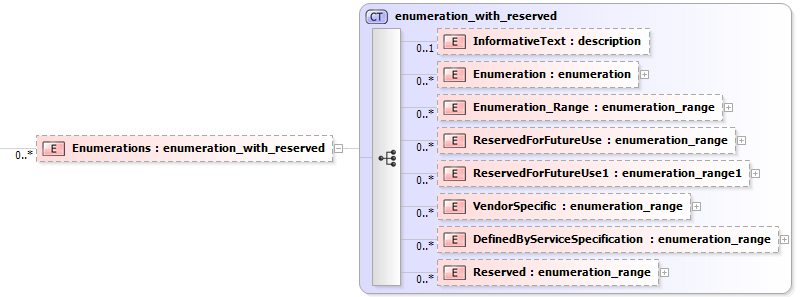 CT enumeration_with_reserved
E InformativeText : description
0..1
E Enumeration : enumeration
0..*
E Enumeration_Range : enumeration_range
0..*
E Enumerations : enumeration_with_reserved
0..*
E ReservedForFutureUse : enumeration_range
0..*
E ReservedForFutureUse1 : enumeration_range1
0..*
E VendorSpecific : enumeration_range
0..*
E DefinedByServiceSpecification : enumeration_range
0..*
E Reserved : enumeration_range
0..*